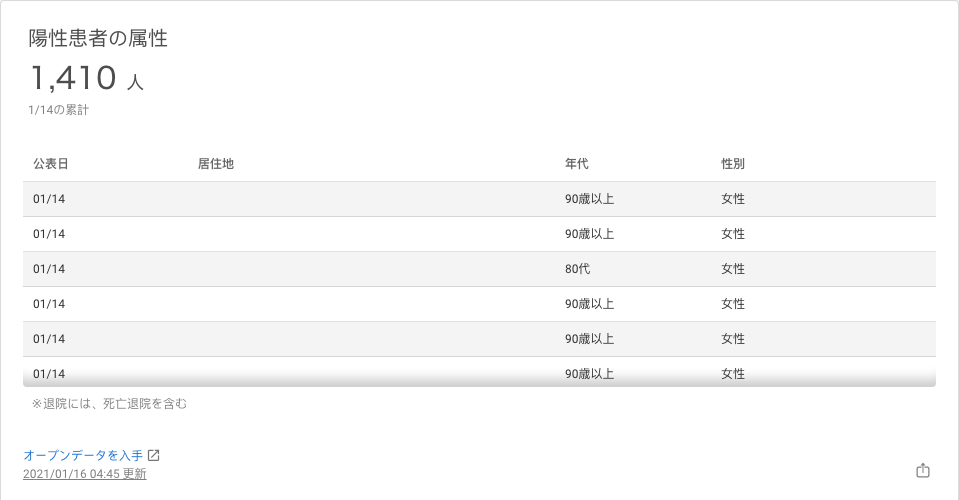 陽性患者の属性
1,410 人
1/14の累計
公表日 居住地 年代 性別
01/14 90歳以上 女性
01/14 90歳以上 女性
01/14 80代 女性
01/14 90歳以上 女性
01/14 90歳以上 女性
01/14 90歳以上 女性
※退院には、死亡退院を含む
オープンデータを入手
2021/01/16 04:45 更新